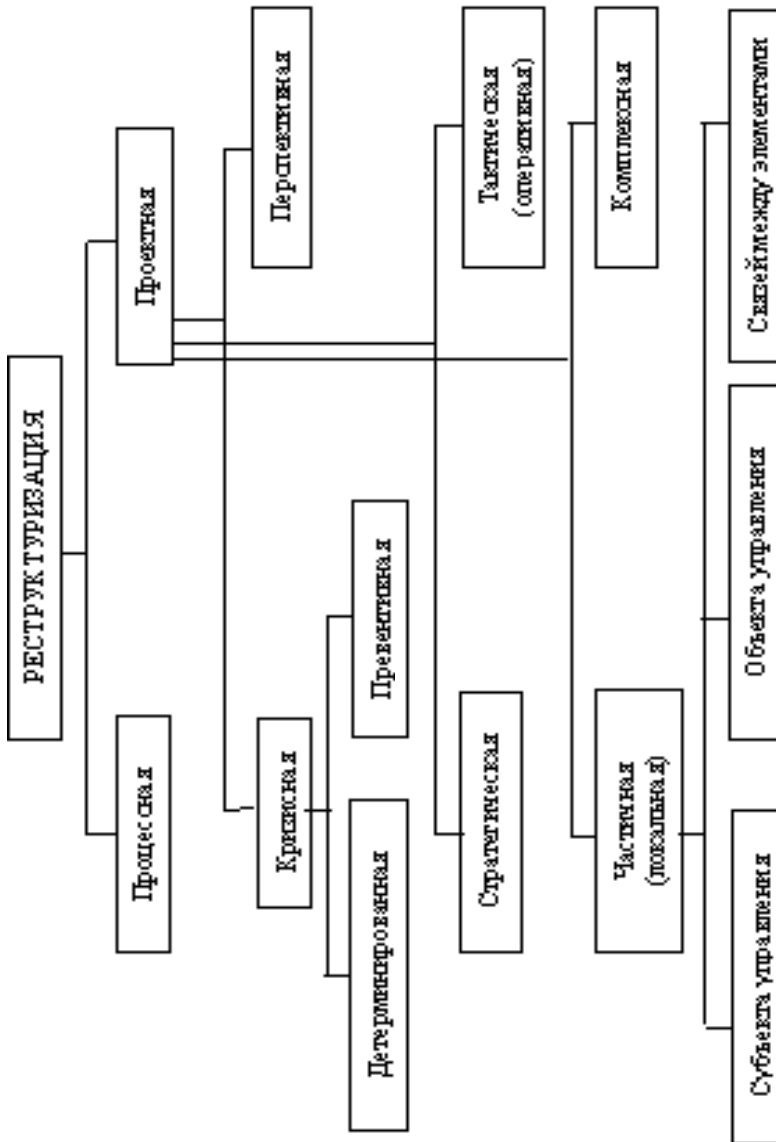 РЕСТРУКТУРИЗАЦИЯ
Процессная
Проектная
Кризисная
Перспективная
Детерминированная
Превентивная
Стратегическая
Тактическая
(оперативная)
Частичная
(локальная)
Комплексная
Субъекта управления
Объекта управления
Связей между элементами